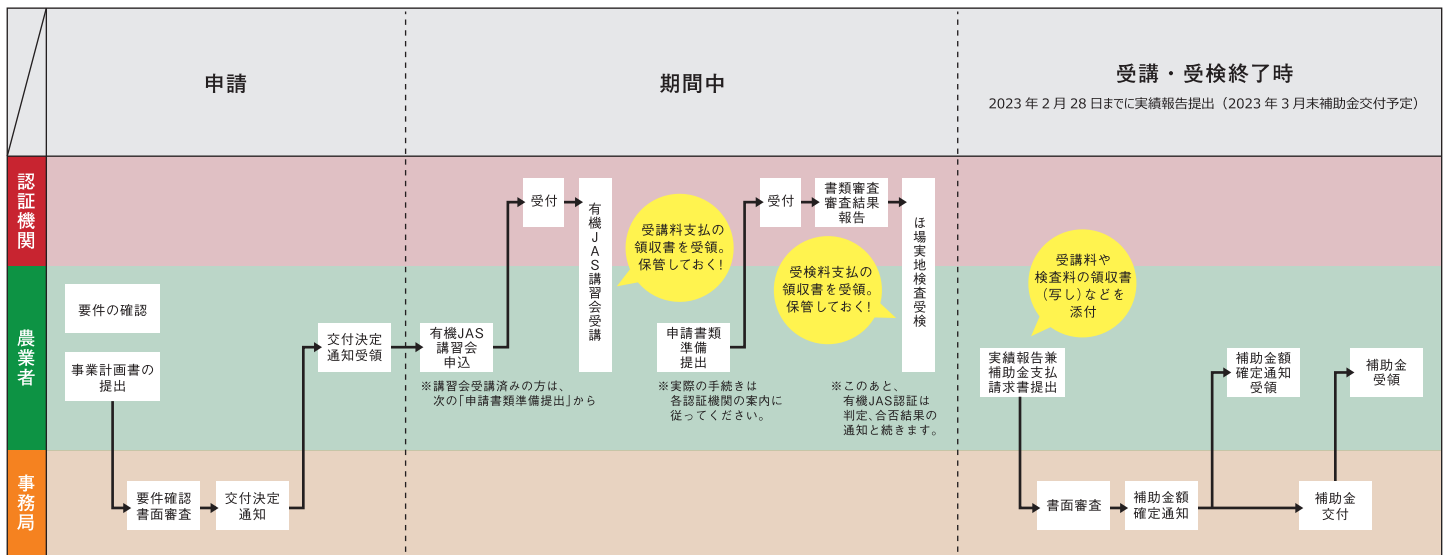 申請
期間中
受講・受検終了時
2023年2月28日までに実績報告提出（2023年3月末補助金交付予定）
認証機関
受付
有機JAS講習会受講
受講料支払の
領収書を受領。
保管しておく!
受付
書類審査
審査結果
報告
ほ場実地検査受検
受検料支払の
領収書を受領。
保管しておく!
受講料や
検査料の領収書
（写し）などを
添付
農業者
要件の確認
事業計画書の
提出
交付決定
通知受領
有機JAS
講習会
申込
※講習会受講済みの方は、
次の「申請書類準備提出」から
申請書類
準備
提出
※実際の手続きは
各認証機関の案内に
従ってください。
※このあと、
有機JAS認証は
判定、合否結果の
通知と続きます。
実績報告兼
補助金支払
請求書提出
補助金額
確定通知
受領
補助金
受領
事務局
要件確認
書面審査
交付決定
通知
書面審査
補助金額
確定通知
補助金
交付